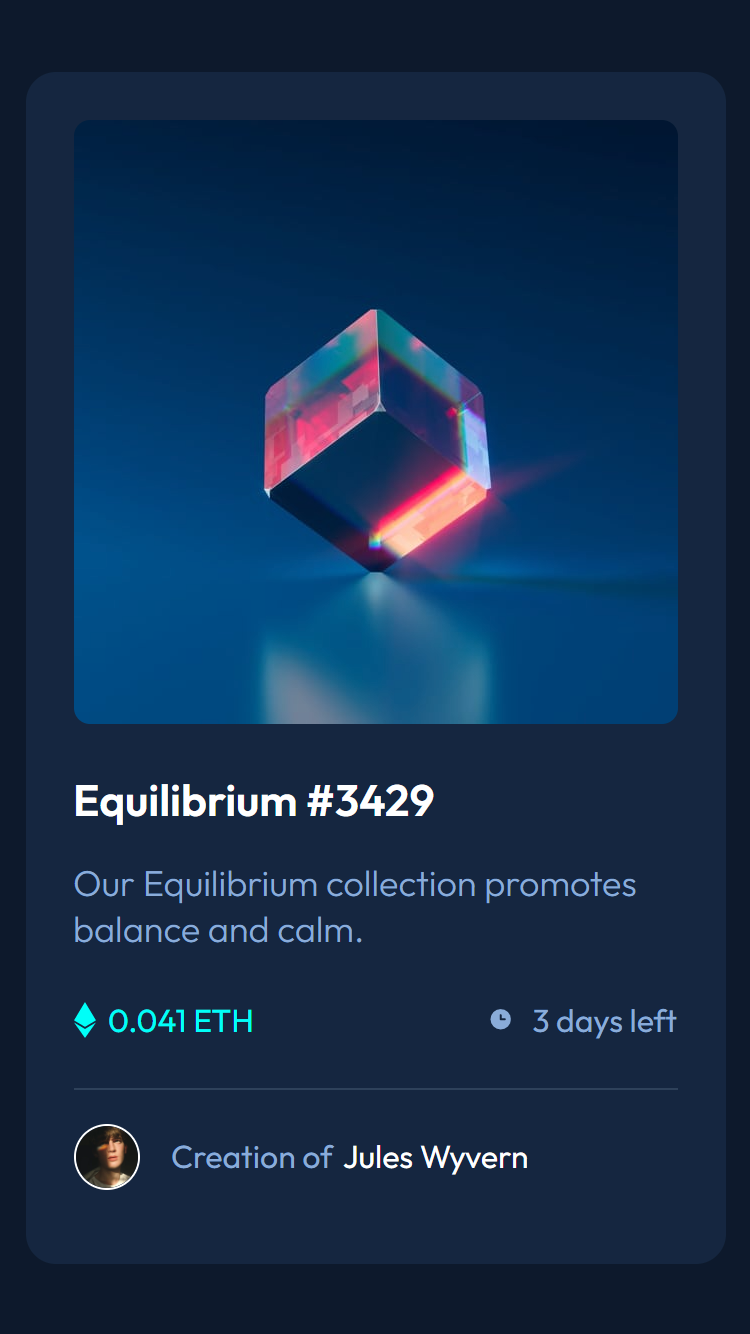 Equilibrium #3429
Our Equilibrium collection promotes
balance and calm.
0.041 ETH 3 days left
Creation of Jules Wyvern